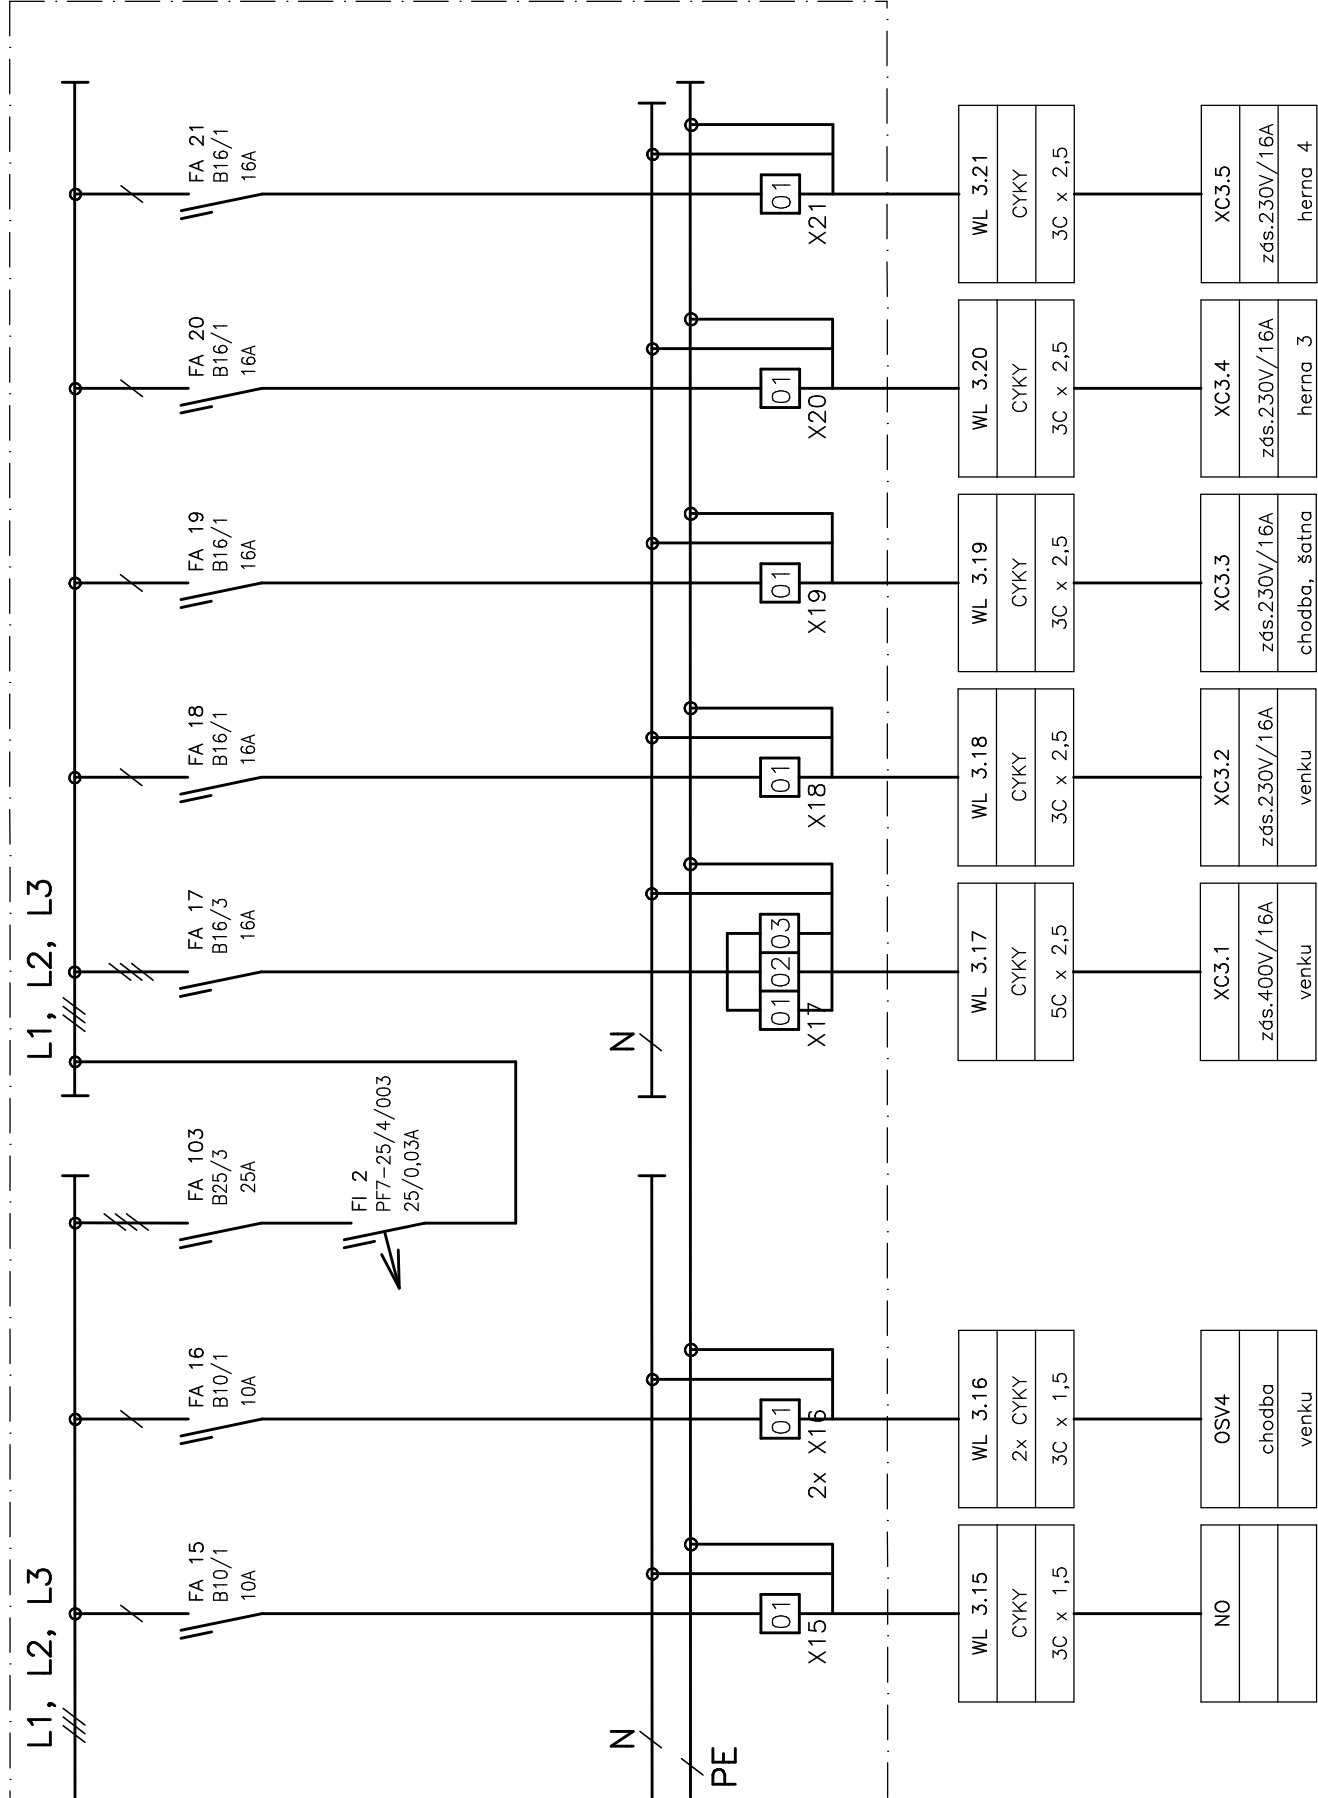 L1, L2, L3
FA 15
B10/1
10A
FA 16
B10/1
10A
FA 103
B25/3
25A
FI 2
PF7-25/4/003
25/0,03A
L1, L2, L3
FA 17
B16/3
16A
FA 18
B16/1
16A
FA 19
B16/1
16A
FA 20
B16/1
16A
FA 21
B16/1
16A
N
PE
N
01
X15
01
2x X16
01 02 03
X17
01
X18
01
X19
01
X20
01
X21
WL 3.15
CYKY
3C x 1,5
WL 3.16
2x CYKY
3C x 1,5
WL 3.17
CYKY
5C x 2,5
WL 3.18
CYKY
3C x 2,5
WL 3.19
CYKY
3C x 2,5
WL 3.20
CYKY
3C x 2,5
WL 3.21
CYKY
3C x 2,5
NO
OSV4
chodba
venku
XC3.1
zás.400V/16A
venku
XC3.2
zás.230V/16A
venku
XC3.3
zás.230V/16A
chodba, šatna
XC3.4
zás.230V/16A
herna 3
XC3.5
zás.230V/16A
herna 4